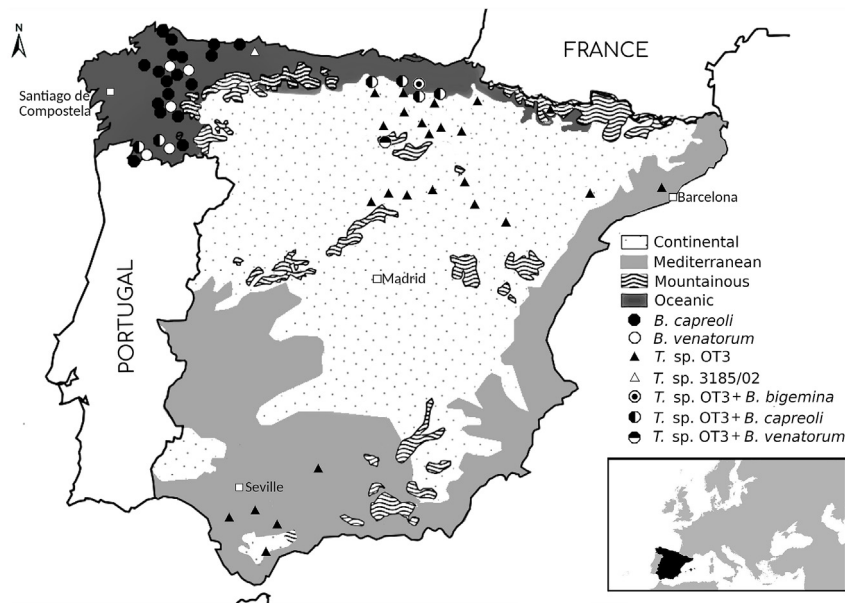 N
FRANCE
Santiago de
Compostela
Barcelona
Continental
Mediterranean
Mountainous
Oceanic
B. capreoli
B. venatorum
T. sp. OT3
T. sp. 3185/02
T. sp. OT3+B. bigemina
T. sp. OT3+B. capreoli
T. sp. OT3+B. venatorum
Madrid
PORTUGAL
Seville